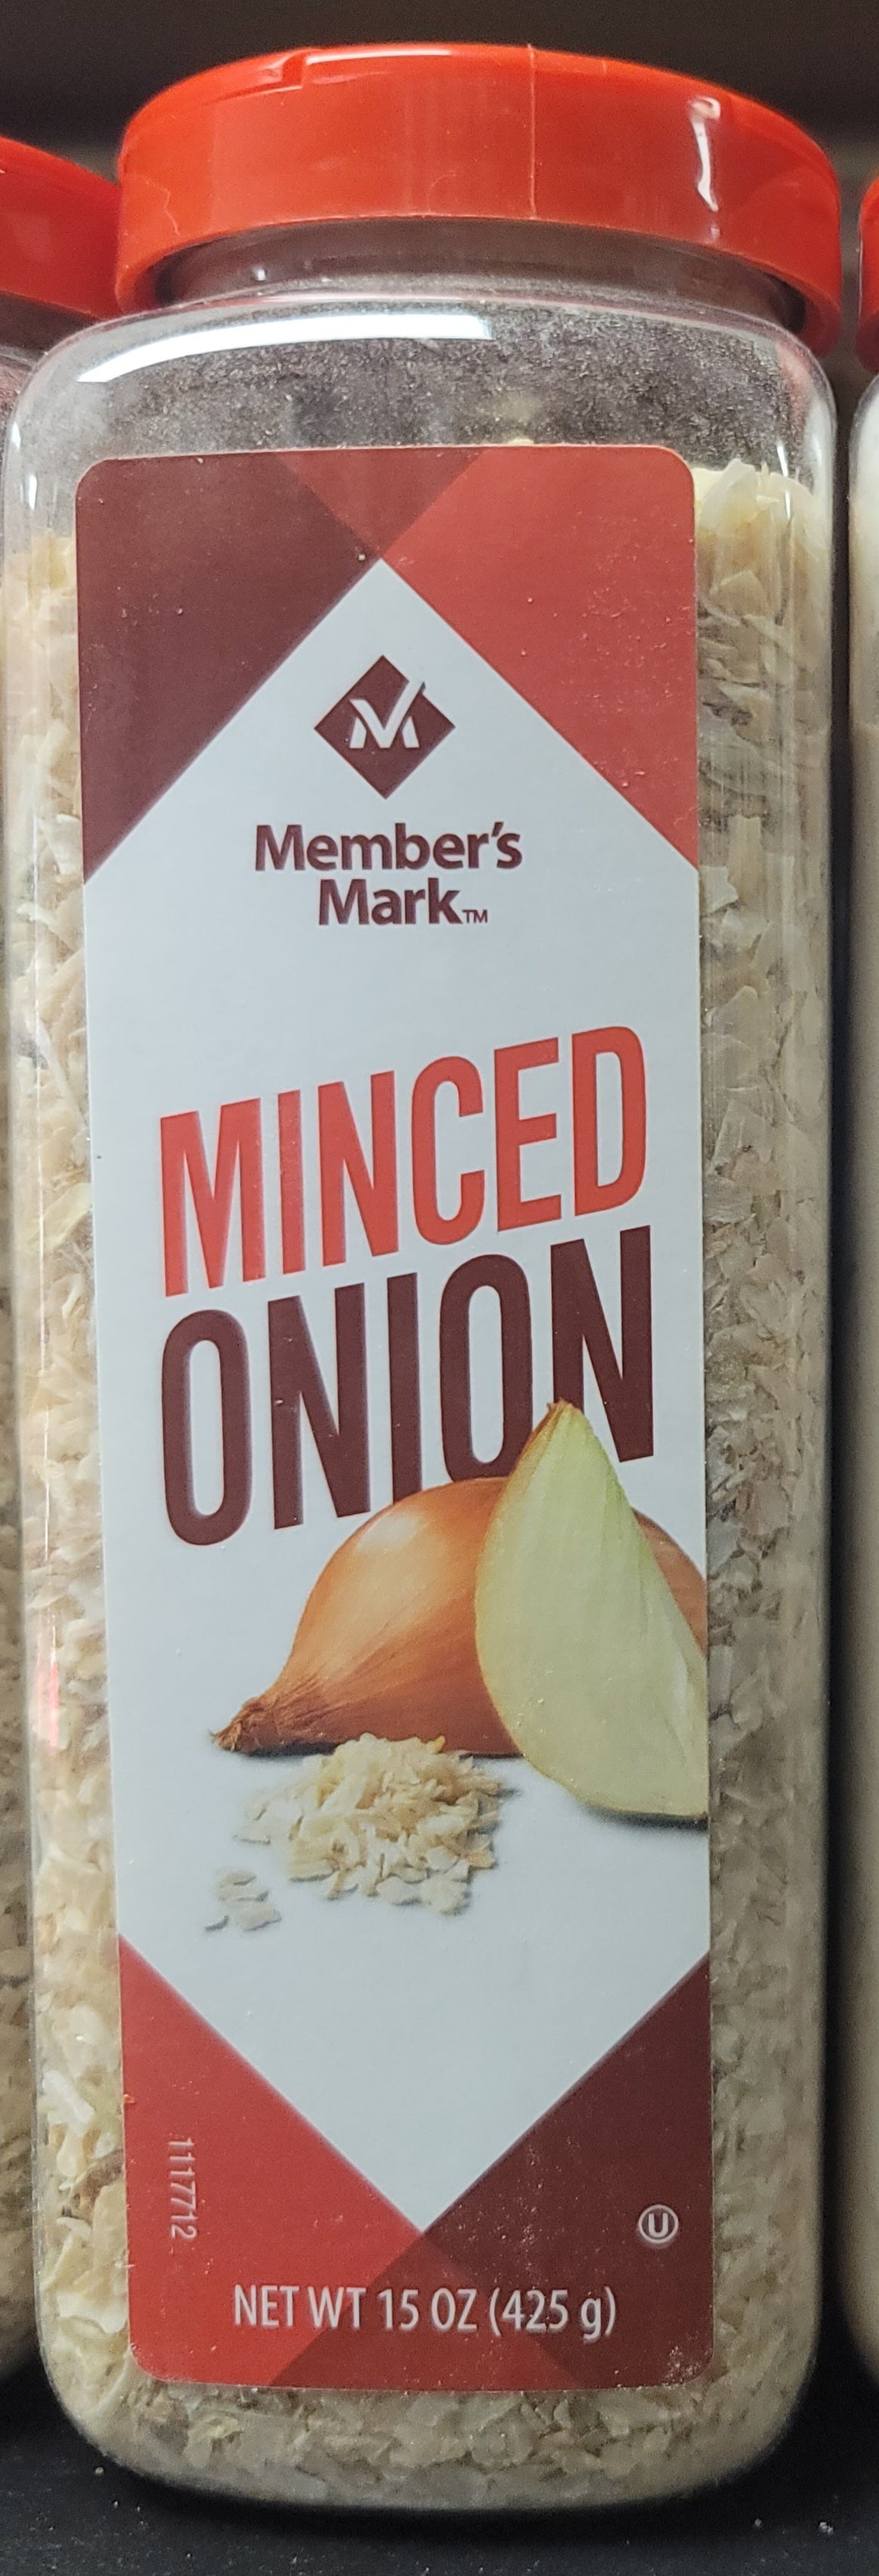 Member's
Mark™
MINCED
ONION
1117712
U
NET WT 15 OZ (425 g)